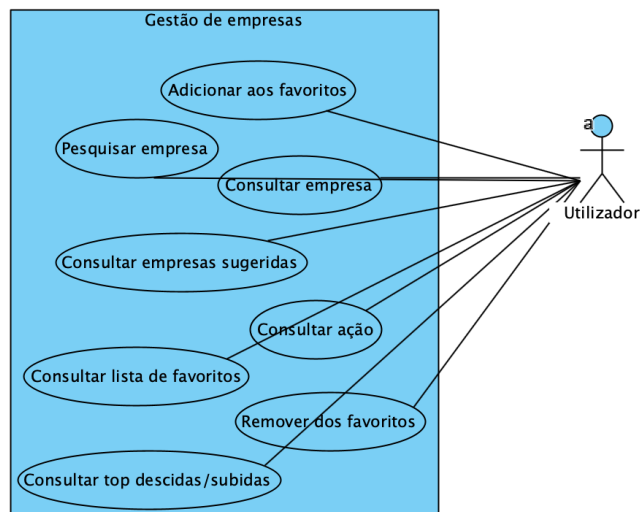 Gestão de empresas
Adicionar aos favoritos
a
Pesquisar empresa
Consultar empresa
Utilizador
Consultar empresas sugeridas
Consultar ação
Consultar lista de favoritos
Remover dos favoritos
Consultar top descidas/subidas